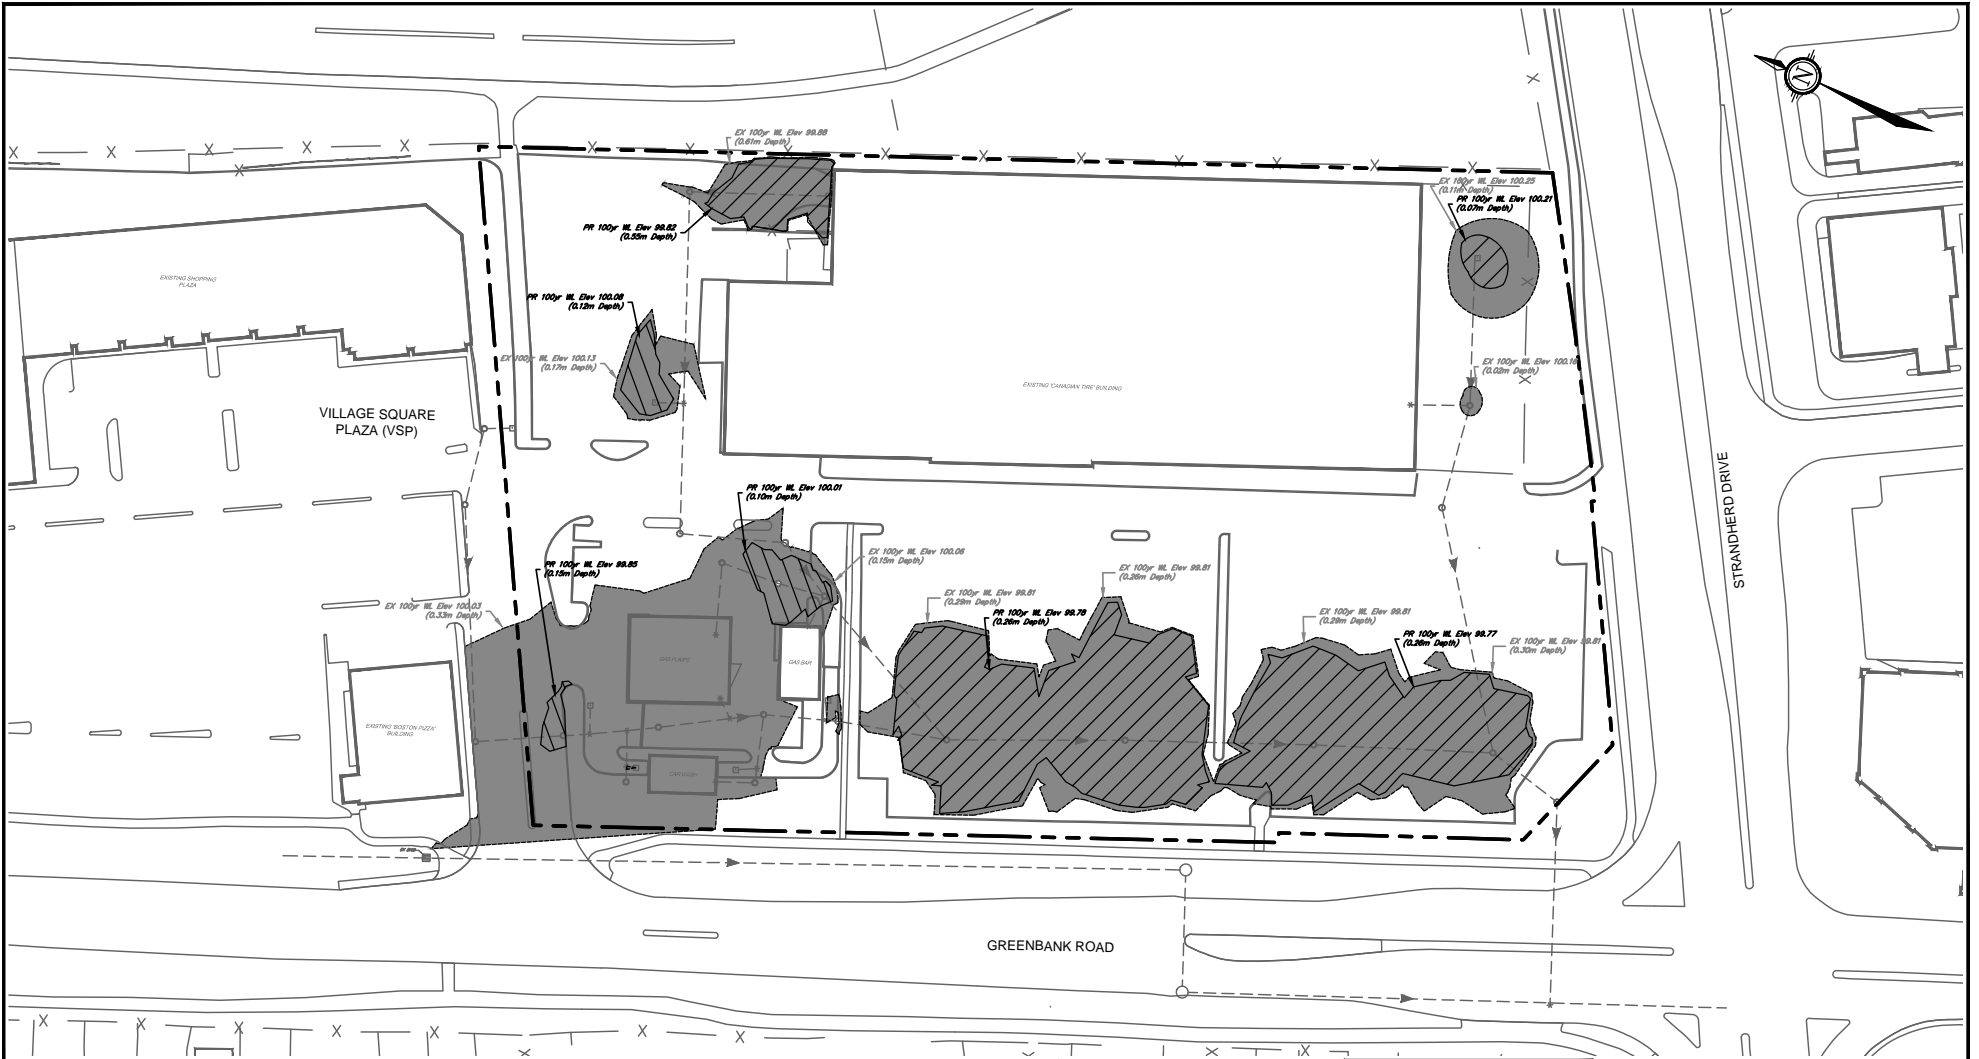 N
EX 100yr WL Elev 99.88
(0.61m Depth)
EX 100yr WL Elev 100.25
(0.11m Depth)
PR 100yr WL Elev 100.21
(0.07m Depth)
PR 100yr WL Elev 99.82
(0.55m Depth)
EXISTING SHOPPING
PLAZA
PR 100yr WL Elev 100.08
(0.12m Depth)
EX 100yr WL Elev 100.13
(0.17m Depth)
EX 100yr WL Elev
(0.02m Depth)
EXISTING 'CANADIAN TIRE' BUILDING
VILLAGE SQUARE
PLAZA (VSP)
STRANDHERD DRIVE
PR 100yr WL Elev 100.01
(0.10m Depth)
EX 100yr WL Elev 100.06
(0.15m Depth)
PR 100yr WL Elev 99.85
(0.15m Depth)
EX 100yr WL Elev 99.81
(0.26m Depth)
EX 100yr WL Elev 99.81
(0.29m Depth)
EX 100yr WL Elev 100.03
(0.33m Depth)
PR 100yr WL Elev 99.78
(0.26m Depth)
EX 100yr WL Elev 99.81
(0.29m Depth)
PR 100yr WL Elev 99.77
(0.26m Depth)
EX 100yr WL Elev 99.81
(0.30m Depth)
GAS PUMPS
GAS BAR
EXISTING 'BOSTON PIZZA'
BUILDING
CAR WASH
GREENBANK ROAD